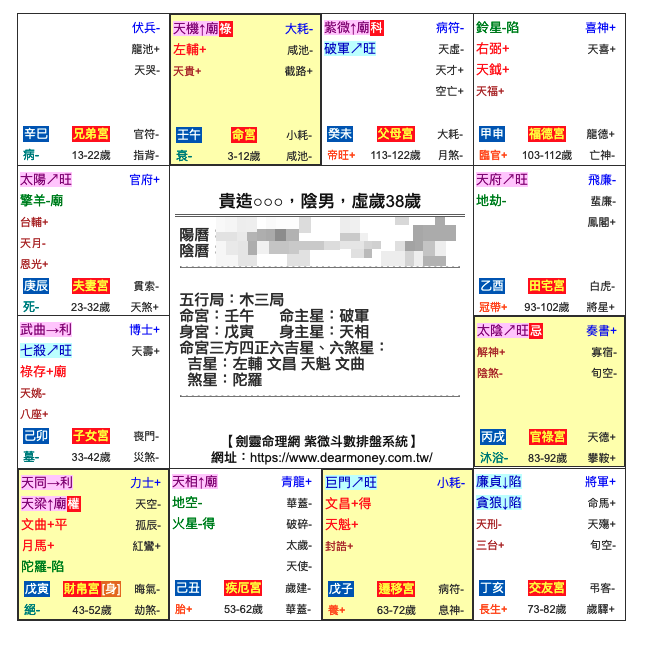 伏兵-
龍池+
天哭-
辛巳 兄弟宮 官符-
病- 13-22歲 指背-
天機↑廟祿 大耗-
左輔+ 咸池-
天貴+ 截路+
壬午 命宮 小耗-
衰- 3-12歲 咸池-
紫微↑廟科 病符-
破軍↗旺 天虛-
天才+
空亡+
癸未 父母宮 大耗-
帝旺+ 113-122歲 月煞-
鈴星-陷 喜神+
右弼+ 天喜+
天鉞+
天福+
甲申 福德宮 龍德+
臨官+ 103-112歲 亡神-
太陽↗旺 官府+
擎羊-廟
台輔+
天月-
恩光+
庚辰 夫妻宮 貫索-
死- 23-32歲 天煞+
貴造○○○，陰男，虛歲38歲
陽曆：
陰曆：
五行局：木三局
命宮：壬午 命主星：破軍
身宮：戊寅 身主星：天相
命宮三方四正六吉星、六煞星：
吉星：左輔 文昌 天魁 文曲
煞星：陀羅
【劍靈命理網 紫微斗數排盤系統】
網址：https://www.dearmoney.com.tw/
天府↗旺 飛廉-
地劫- 蜚廉-
鳳閣+
乙酉 田宅宮 白虎-
冠帶+ 93-102歲 將星+
武曲→利 博士+
七殺↗旺 天壽+
祿存+廟
天姚-
八座+
己卯 子女宮 喪門-
墓- 33-42歲 災煞-
太陰↗旺忌 奏書+
解神+ 寡宿-
陰煞- 旬空-
丙戌 官祿宮 天德+
沐浴- 83-92歲 攀鞍+
天同→利 力士+
天梁↑廟權 天空-
文曲+平 孤辰-
月馬+ 紅鸞+
陀羅-陷
戊寅 財帛宮 [身] 晦氣-
絕- 43-52歲 劫煞-
天相↑廟 青龍+
地空- 華蓋-
火星-得 破碎-
太歲-
天使-
己丑 疾厄宮 歲建-
胎+ 53-62歲 華蓋-
巨門↗旺 小耗-
文昌+得
天魁+
封誥+
戊子 遷移宮 病符-
養+ 63-72歲 息神-
廉貞↓陷 將軍+
貪狼↓陷 命馬+
天刑- 天殤+
三台+ 旬空-
丁亥 交友宮 弔客-
長生+ 73-82歲 歲驛+